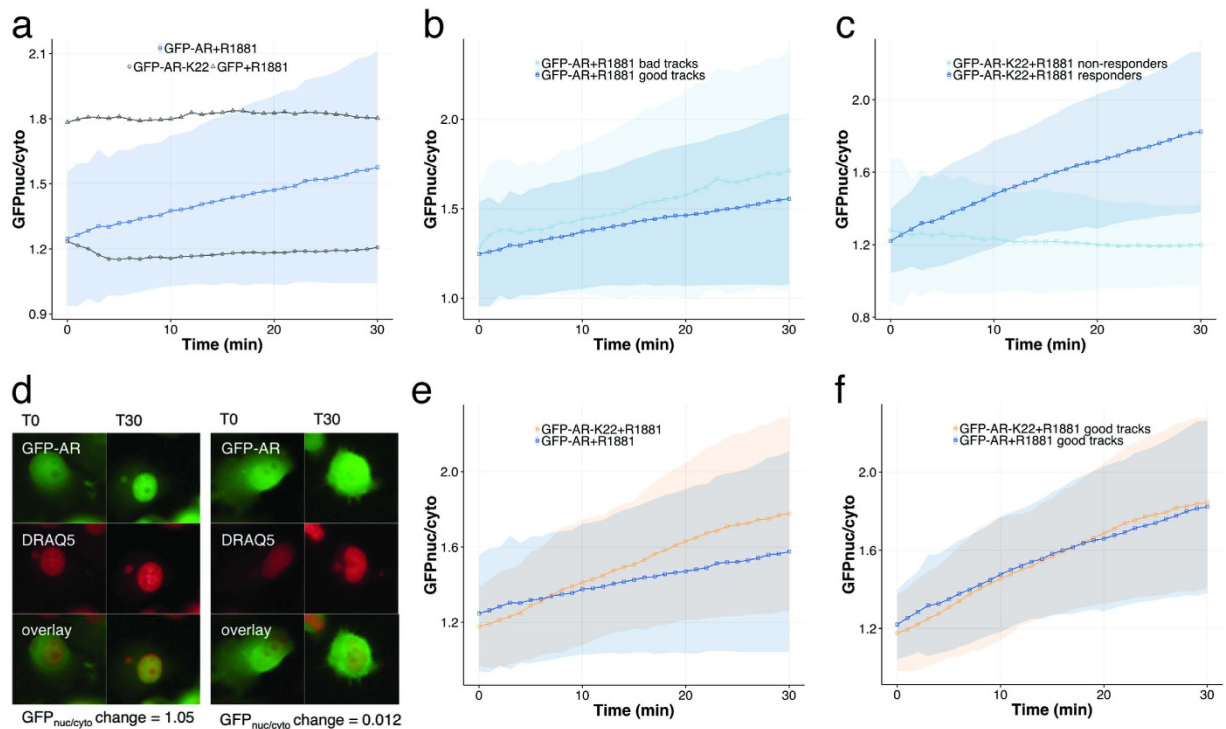 a
GFP-AR+R1881
GFP-AR-K22 GFP+R1881
2.1
1.8
1.5
1.2
0.9
GFPnuc/cyto
0 10 20 30
Time (min)
b
GFP-AR+R1881 bad tracks
GFP-AR+R1881 good tracks
2.0
1.5
1.0
GFPnuc/cyto
0 10 20 30
Time (min)
c
GFP-AR-K22+R1881 non-responders
GFP-AR-K22+R1881 responders
2.0
1.6
1.2
0.8
GFPnuc/cyto
0 10 20 30
Time (min)
d
T0 T30 T0 T30
GFP-AR GFP-AR
DRAQ5 DRAQ5
overlay overlay
GFPnuc/cyto change = 1.05 GFPnuc/cyto change = 0.012
e
GFP-AR-K22+R1881
GFP-AR+R1881
2.0
1.6
1.2
GFPnuc/cyto
0 10 20 30
Time (min)
f
GFP-AR-K22+R1881 good tracks
GFP-AR+R1881 good tracks
2.0
1.6
1.2
GFPnuc/cyto
0 10 20 30
Time (min)